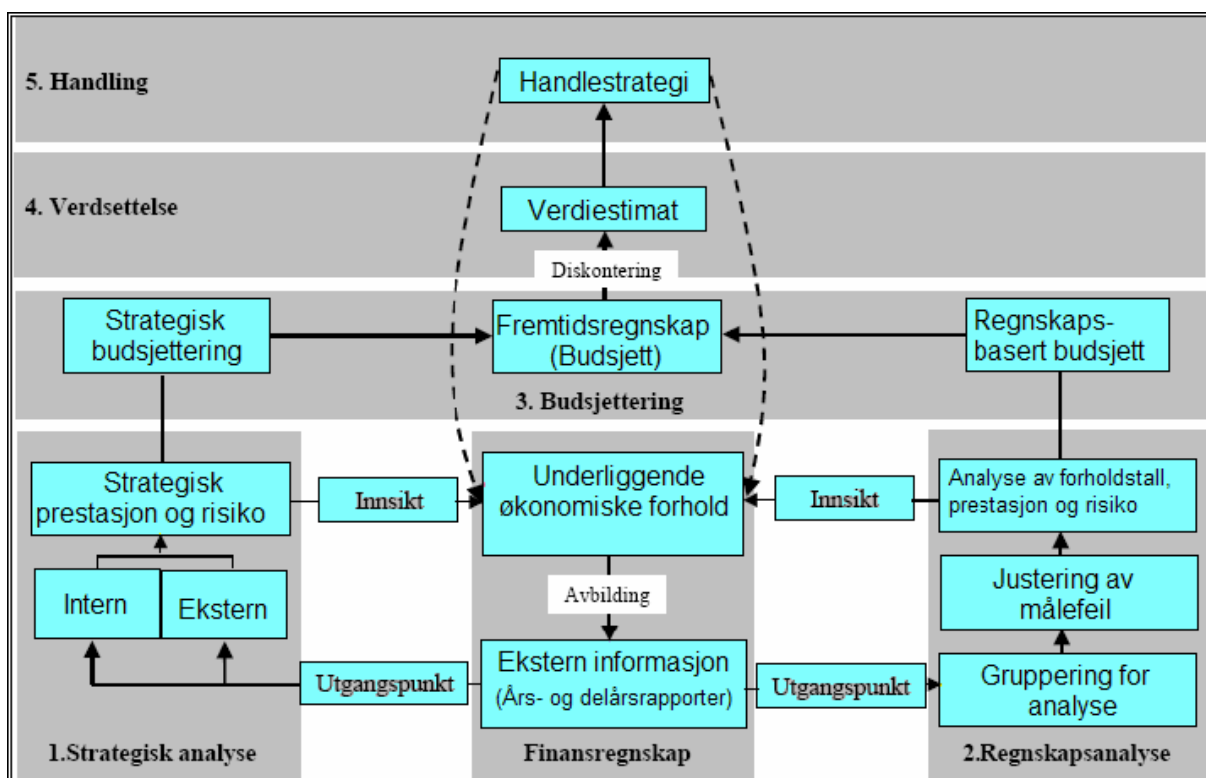 5. Handling
Handlestrategi
4. Verdsettelse
Verdiestimat
Diskontering
Strategisk
budsjettering
Fremtidsregnskap
(Budsjett)
Regnskaps-
basert budsjett
3. Budsjettering
Strategisk
prestasjon og risiko
Innsikt
Underliggende
økonomiske forhold
Innsikt
Analyse av forholdstall,
prestasjon og risiko
Intern
Ekstern
Avbilding
Justering av
målefeil
Utgangspunkt
Ekstern informasjon
(Års- og delårsrapporter)
Utgangspunkt
Gruppering for
analyse
1.Strategisk analyse
Finansregnskap
2.Regnskapsanalyse